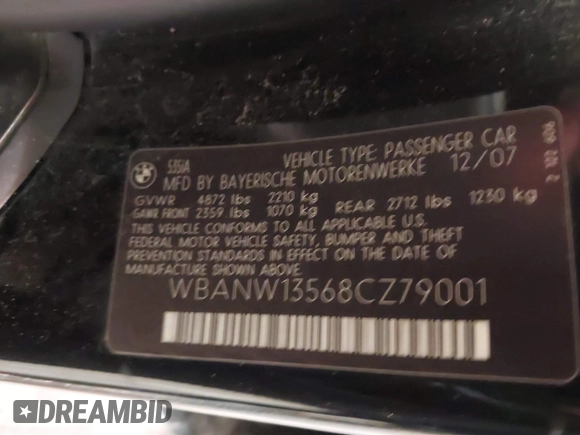 535iA
VEHICLE TYPE: PASSENGER CAR
MFD BY BAYERISCHE MOTORENWERKE 12/07
GVWR 4872 lbs 2210 kg
GAWR FRONT 2359 lbs 1070 kg REAR 2712 lbs 1230 kg
THIS VEHICLE CONFORMS TO ALL APPLICABLE U.S.
FEDERAL MOTOR VEHICLE SAFETY, BUMPER AND THEFT
PREVENTION STANDARDS IN EFFECT ON THE DATE OF
MANUFACTURE SHOWN ABOVE.
WBANW13568CZ79001
DREAMBID